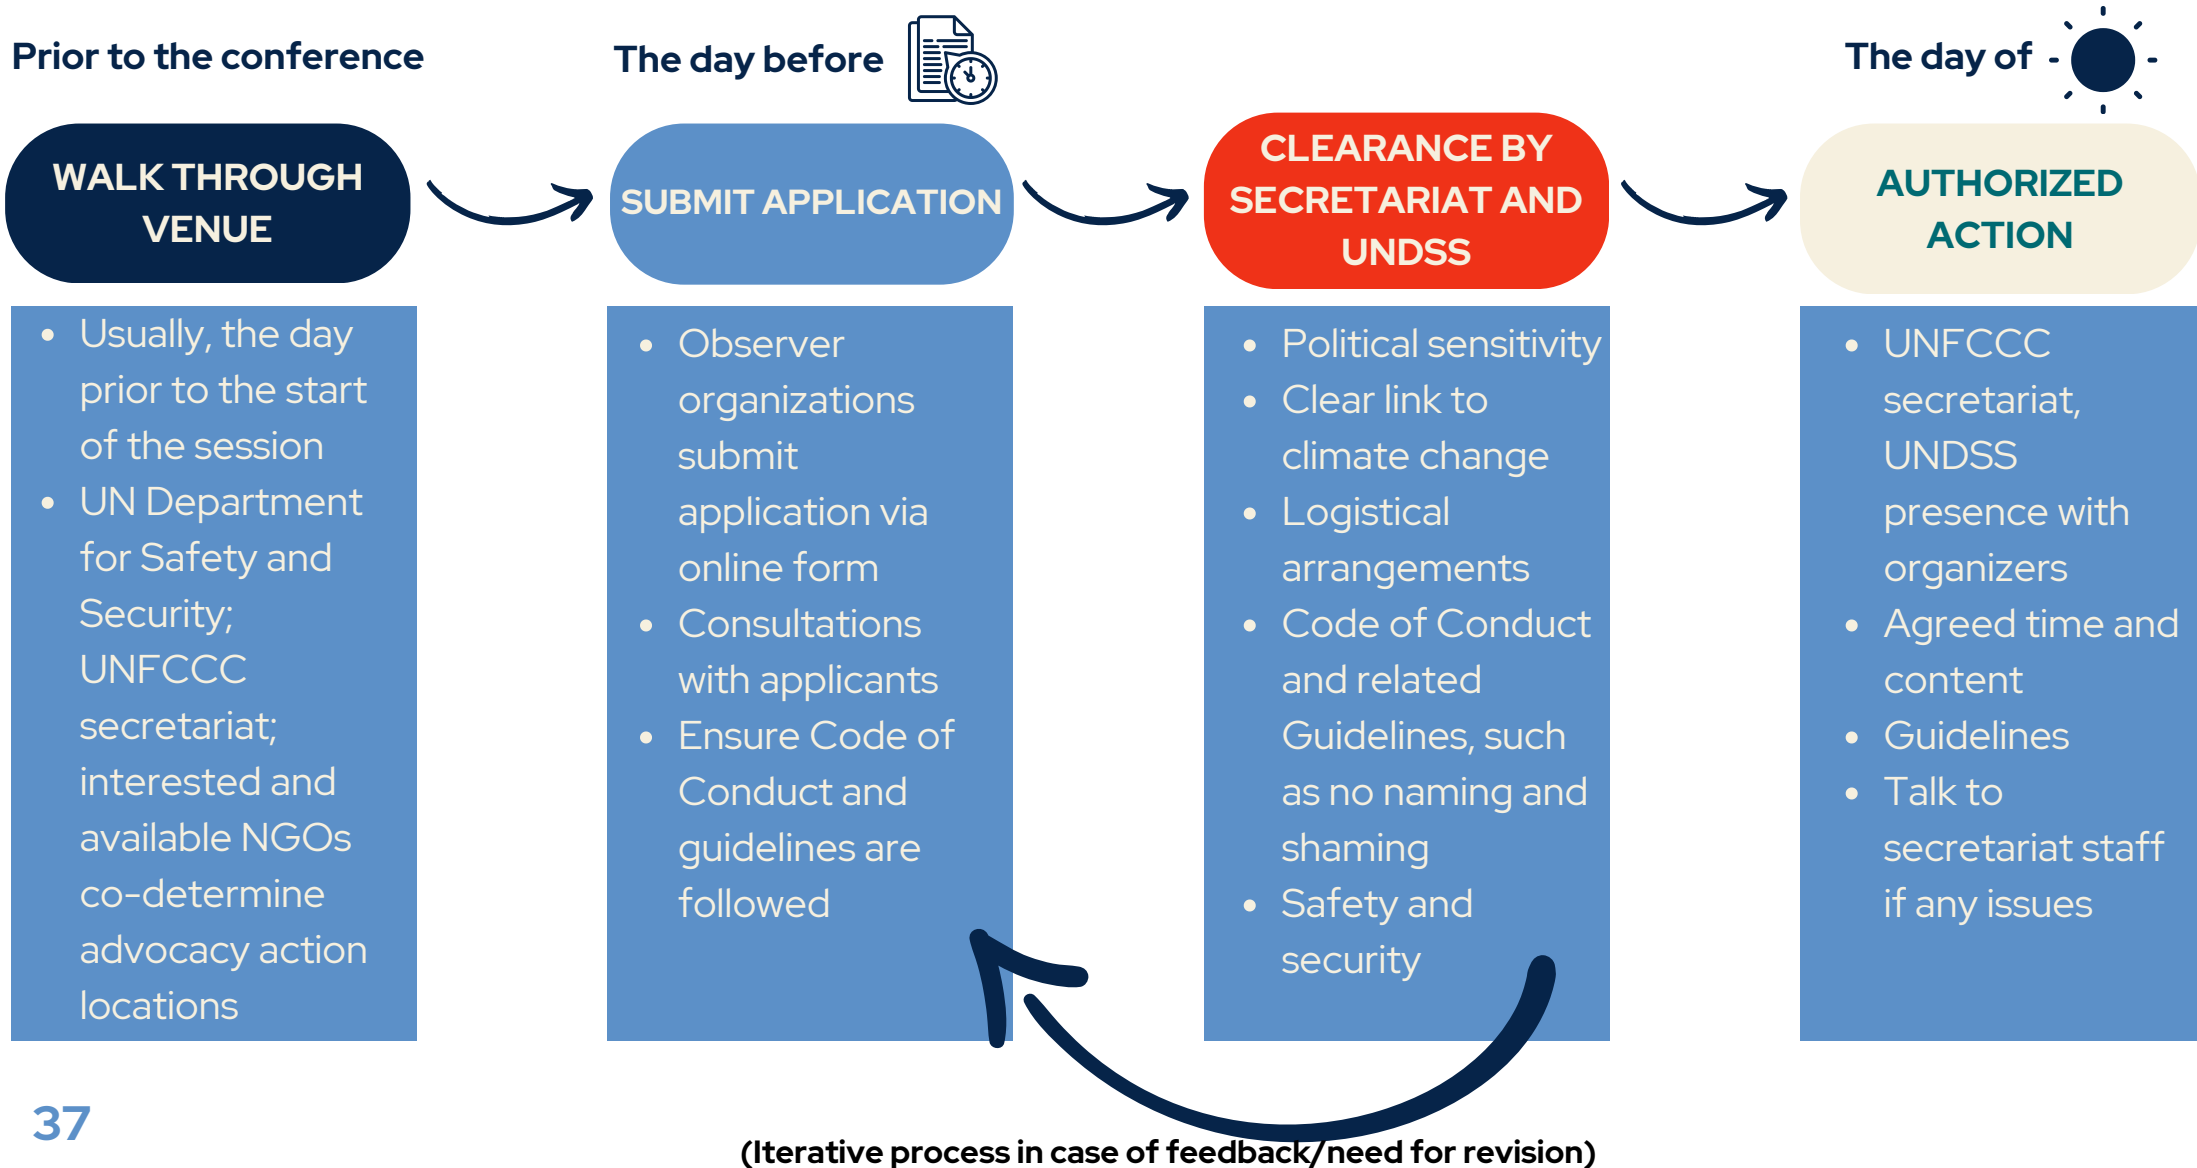 Prior to the conference
The day before
The day of
WALK THROUGH
VENUE
SUBMIT APPLICATION
CLEARANCE BY
SECRETARIAT AND
UNDSS
AUTHORIZED
ACTION
• Usually, the day
prior to the start
of the session
• UN Department
for Safety and
Security;
UNFCCC
secretariat;
interested and
available NGOs
co-determine
advocacy action
locations
• Observer
organizations
submit
application via
online form
• Consultations
with applicants
• Ensure Code of
Conduct and
guidelines are
followed
• Political sensitivity
• Clear link to
climate change
• Logistical
arrangements
• Code of Conduct
and related
Guidelines, such
as no naming and
shaming
• Safety and
security
• UNFCCC
secretariat,
UNDSS
presence with
organizers
• Agreed time and
content
• Guidelines
• Talk to
secretariat staff
if any issues
37
(Iterative process in case of feedback/need for revision)